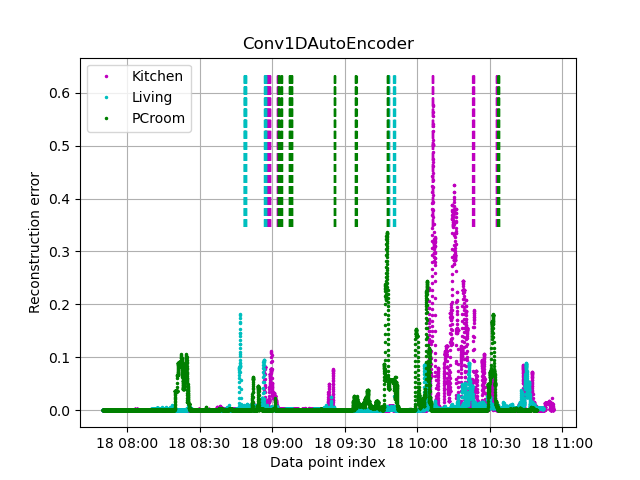 Conv1DAutoEncoder
Kitchen
Living
PCroom
0.6
0.5
0.4
0.3
0.2
0.1
0.0
Reconstruction error
18 08:00 18 08:30 18 09:00 18 09:30 18 10:00 18 10:30 18 11:00
Data point index